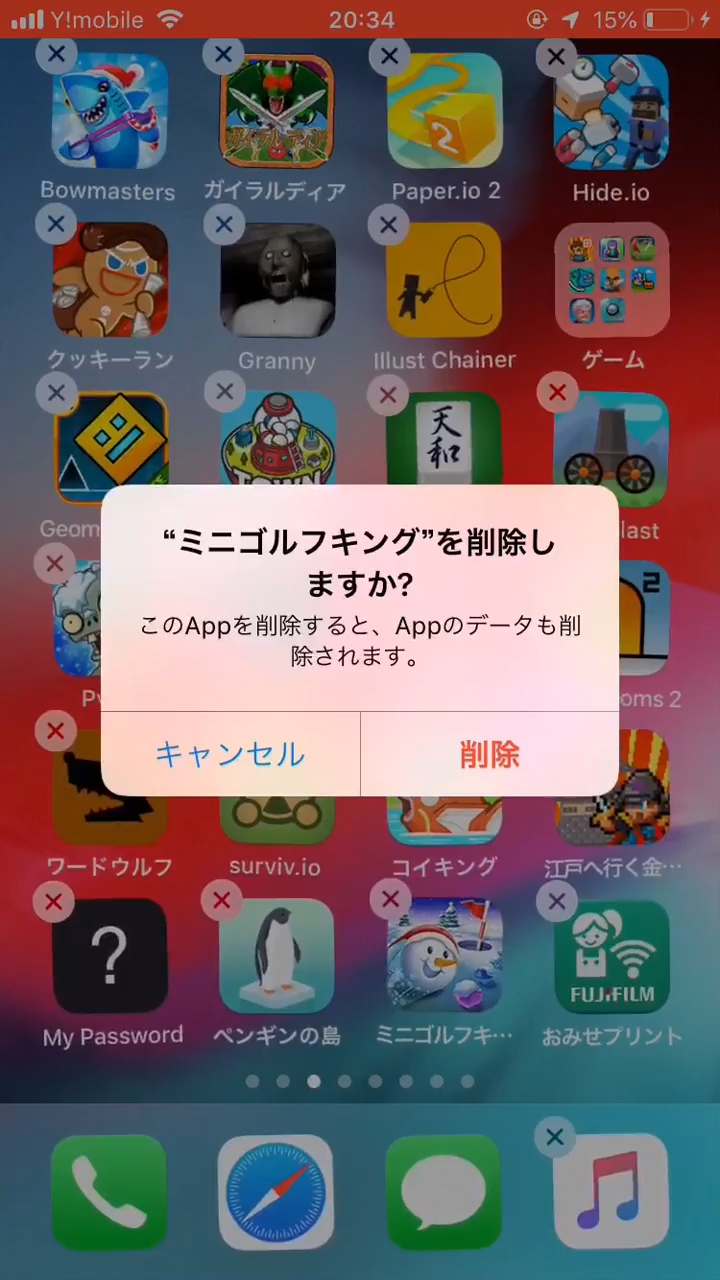 Y!mobile 20:34 15%
Bowmasters ガイラルディア Paper.io 2 Hide.io
クッキーラン Granny Illust Chainer ゲーム
天和
TOWN
Geom last
“ミニゴルフキング”を削除し
ますか?
このAppを削除すると、Appのデータも削
除されます。
2
oms 2
キャンセル 削除
ワードウルフ surviv.io コイキング 江戸へ行く金…
?
FUJIFILM
My Password ペンギンの島 ミニゴルフキ… おみせプリント